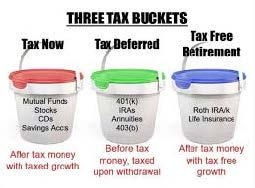 THREE TAX BUCKETS
Tax Now
Mutual Funds
Stocks
CDs
Savings Accs
After tax money
with taxed growth
Tax Deferred
401(k)
IRAs
Annuities
403(b)
Before tax
money, taxed
upon withdrawal
Tax Free
Retirement
Roth IRA/k
Life Insurance
After tax money
with tax free
growth